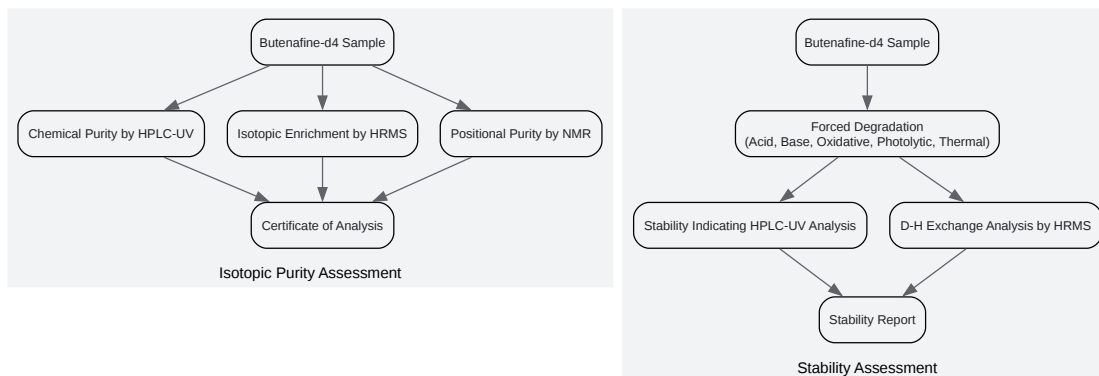 Butenafine-d4 Sample
Chemical Purity by HPLC-UV
Isotopic Enrichment by HRMS
Positional Purity by NMR
Certificate of Analysis
Isotopic Purity Assessment
Butenafine-d4 Sample
Forced Degradation
(Acid, Base, Oxidative, Photolytic, Thermal)
Stability Indicating HPLC-UV Analysis
D-H Exchange Analysis by HRMS
Stability Report
Stability Assessment